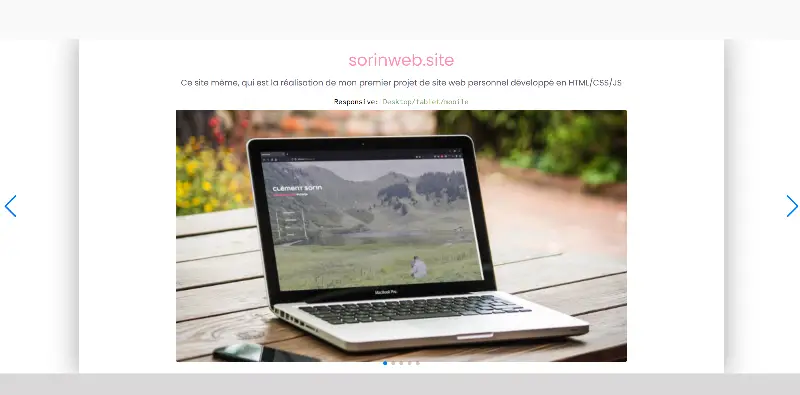 sorinweb.site
Ce site même, qui est la réalisation de mon premier projet de site web personnel développé en HTML/CSS/JS
Responsive: Desktop/tablet/mobile
CLÉMENT SORIN
MacBook Pro